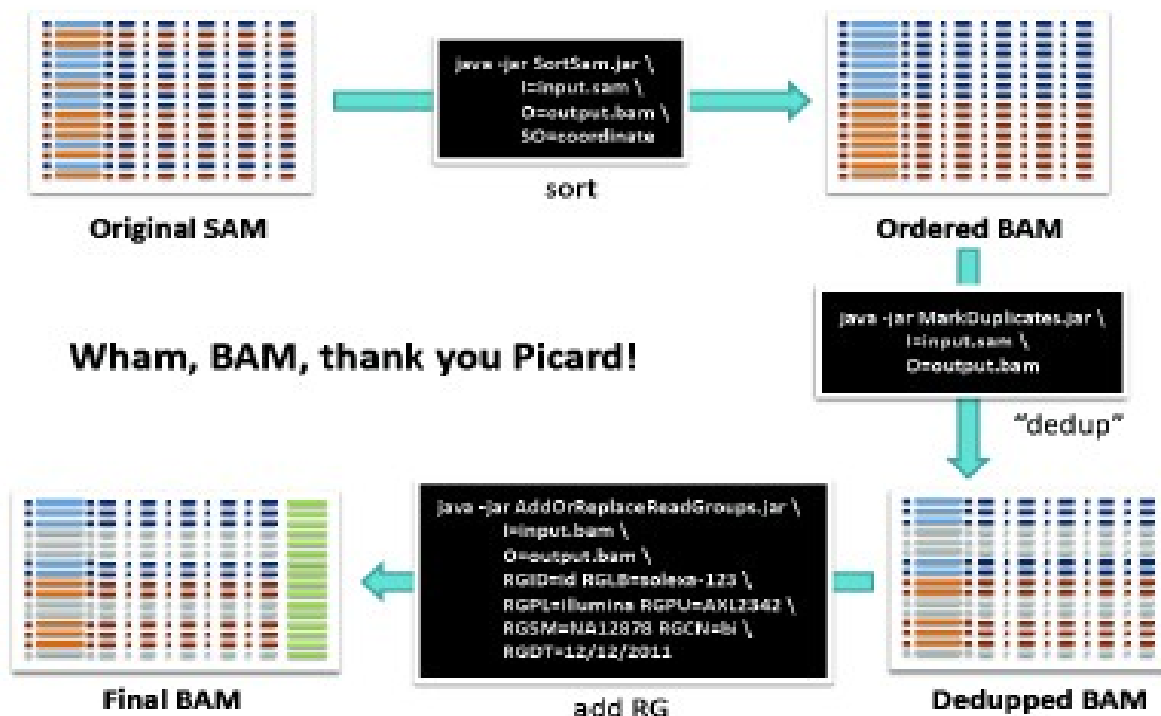 java -jar SortSam.jar \
I=input.sam \
O=output.bam \
SO=coordinate
sort
Original SAM
Ordered BAM
java -jar MarkDuplicates.jar \
I=input.sam \
O=output.bam
"dedup"
Wham, BAM, thank you Picard!
java -jar AddOrReplaceReadGroups.jar \
I=input.bam \
O=output.bam \
RGID=id RGLB=solexa-123 \
RGPL=illumina RGPU=AXL2342 \
RGSM=NA12878 RGCN=bi \
RGDT=12/12/2011
add RG
Final BAM
Dedupped BAM